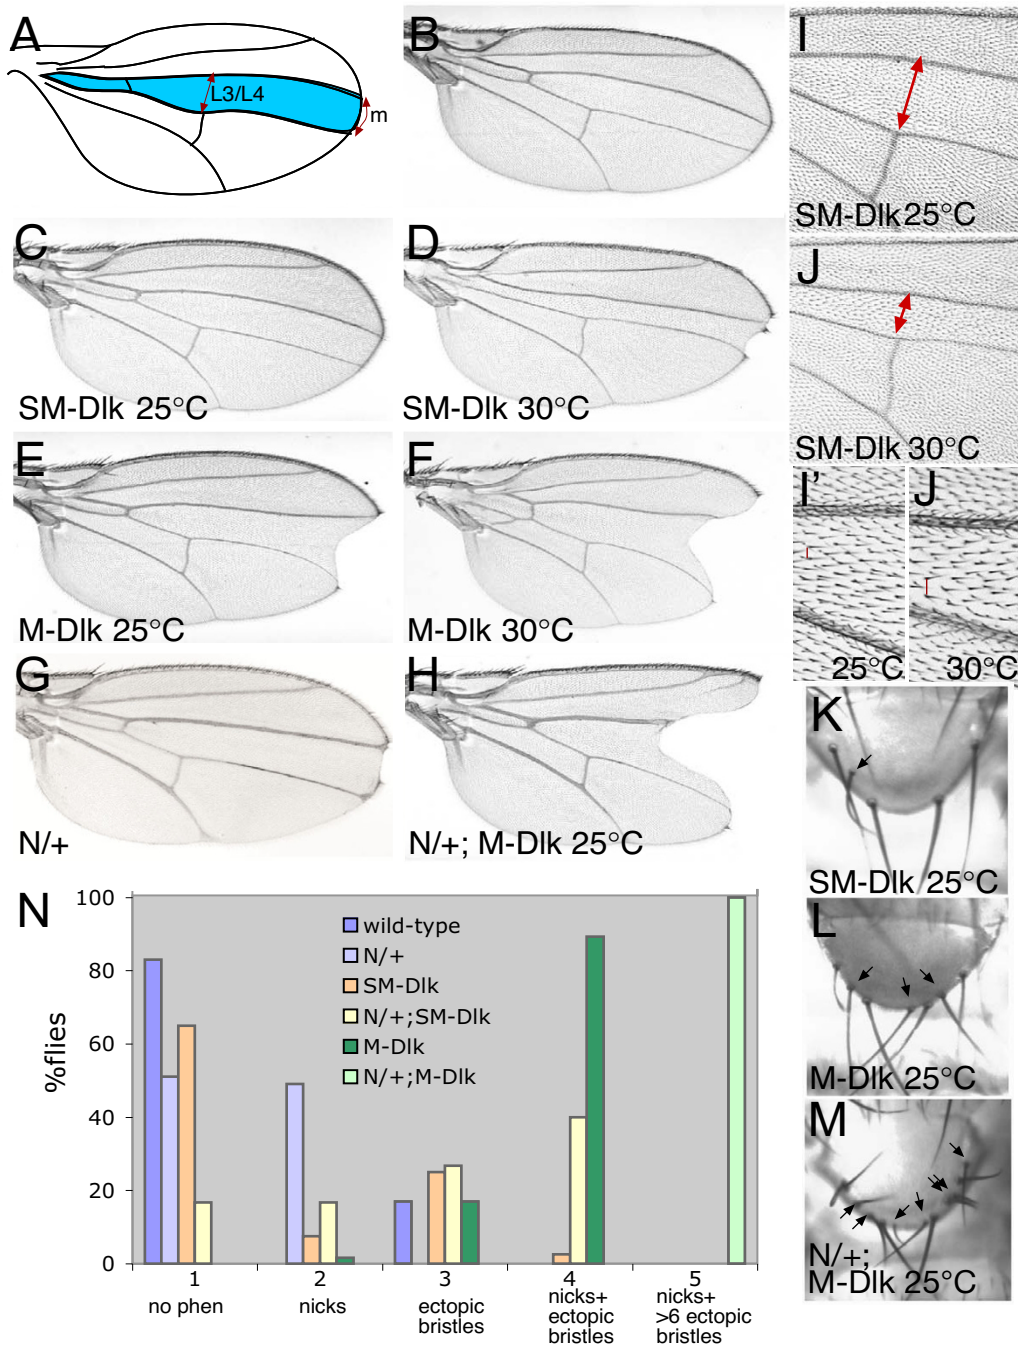 A
L3/L4
m
B
I
SM-Dlk 25°C
C
SM-Dlk 25°C
D
SM-Dlk 30°C
J
SM-Dlk 30°C
E
M-Dlk 25°C
F
M-Dlk 30°C
I’
25°C
J
30°C
G
N/+
H
N/+; M-Dlk 25°C
K
SM-Dlk 25°C
L
M-Dlk 25°C
M
N/+;
M-Dlk 25°C
N
%flies
100
80
60
40
20
0
wild-type
N/+
SM-Dlk
N/+;SM-Dlk
M-Dlk
N/+;M-Dlk
1
no phen
2
nicks
3
ectopic
bristles
4
nicks+
ectopic
bristles
5
nicks+
>6 ectopic
bristles